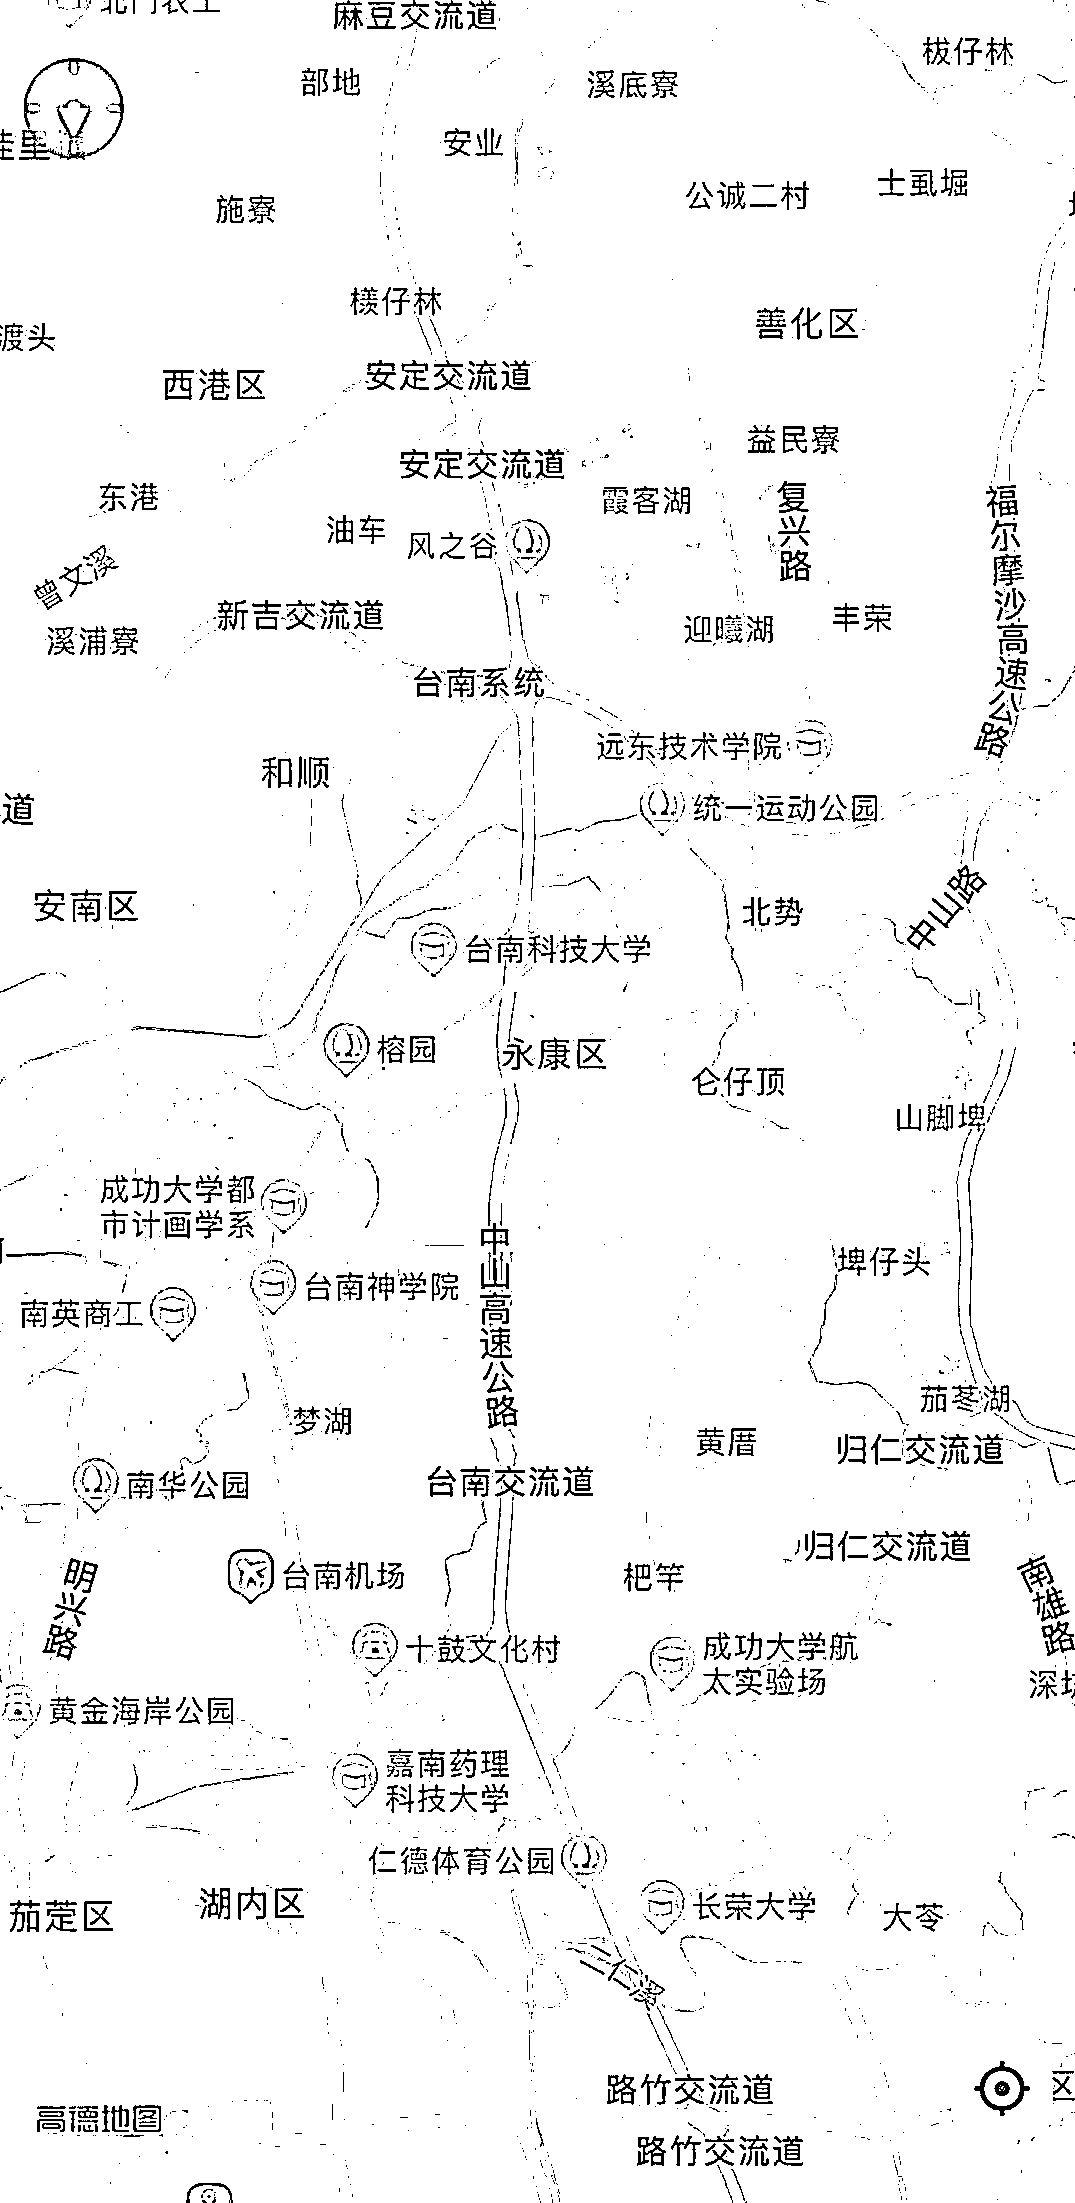 北门农工
麻豆交流道
部地
溪底寮
枝仔林
安业
佳里
公诚二村
士虱堀
施寮
檨仔林
善化区
渡头
西港区
安定交流道
益民寮
安定交流道
东港
霞客湖
复兴路
福尔摩沙高速公路
油车
风之谷
曾文溪
新吉交流道
迎曦湖
丰荣
溪浦寮
台南系统
远东技术学院
和顺
道
统一运动公园
安南区
北势
中山路
台南科技大学
榕园
永康区
仑仔顶
山脚埤
成功大学都
市计画学系
中山高速公路
埤仔头
台南神学院
南英商工
茄苳湖
梦湖
黄厝
归仁交流道
台南交流道
南华公园
归仁交流道
明兴路
台南机场
杷竿
南雄路
十鼓文化村
成功大学航
太实验场
深坑
黄金海岸公园
嘉南药理
科技大学
仁德体育公园
茄萣区
湖内区
长荣大学
大苓
二仁溪
路竹交流道
区
高德地图
路竹交流道